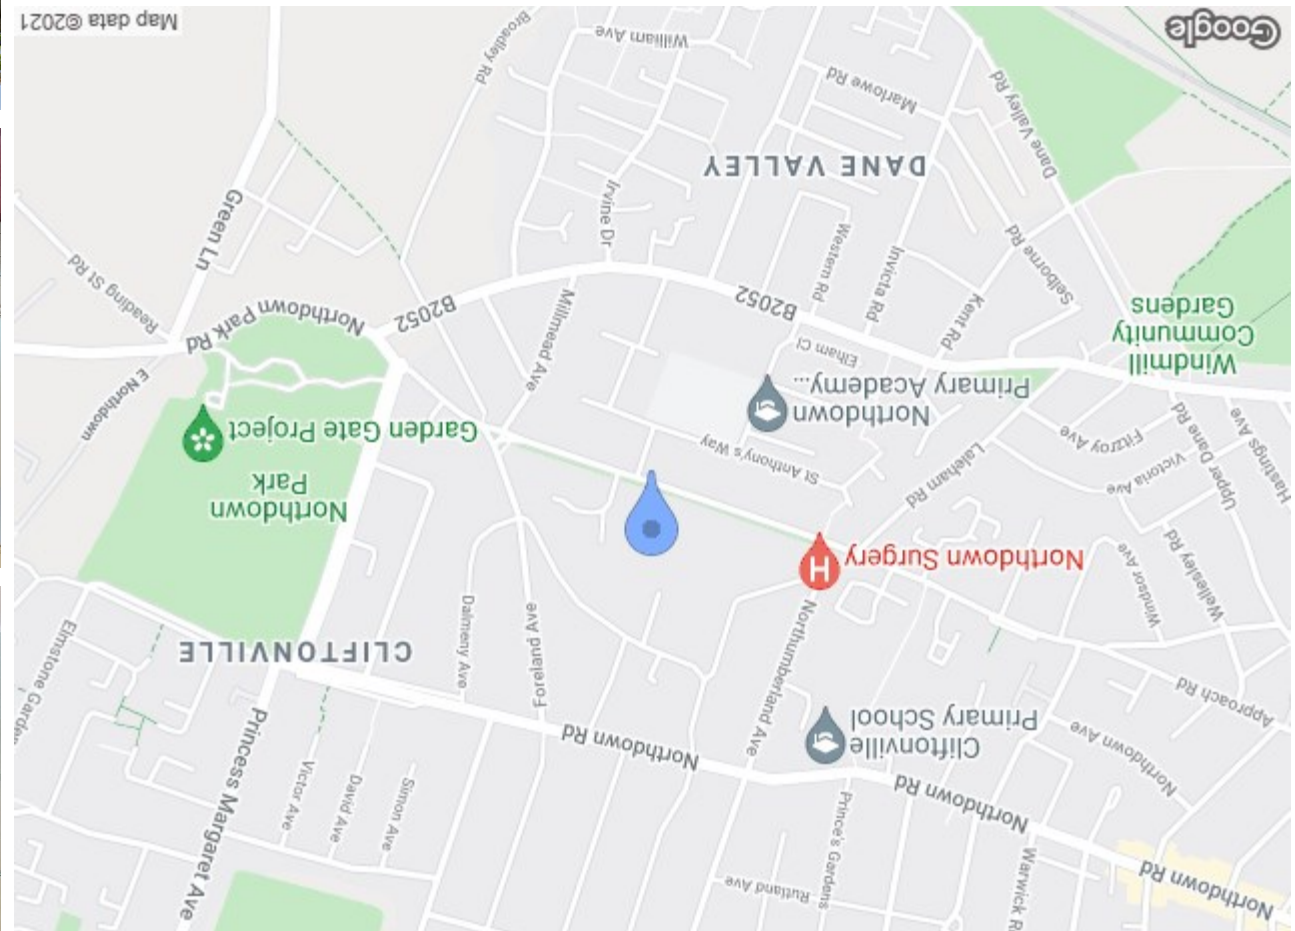 Northdown Rd
Warwick R
Rutland Ave
Prince's Gardens
Princess Margaret Ave
Simon Ave
David Ave
Victor Ave
Northdown Rd
Northdown Ave
Cliftonville
Primary School
Northdown Rd
Approach Rd
Northumberland Ave
CLIFTONVILLE
Foreland Ave
Dalmeny Ave
Elmstone Garden
Wellesley Rd
Windsor Ave
Northdown Surgery
H
Northdown
Park
Hastings Ave
Upper Dane Rd
Victoria Ave
Laleham Rd
St Anthony's Way
Fitzroy Ave
Garden Gate Project
Northdown
Primary Academy...
E Northdown
Windmill
Community
Gardens
Elham Cl
Millmead Ave
Kent Rd
B2052
B2052
Northdown Park Rd
Reading St Rd
Selborne Rd
Invicta Rd
Western Rd
Irvine Dr
Green Ln
DANE VALLEY
Dane Valley Rd
Marlowe Rd
William Ave
Broadley Rd
Google
Map data ©2021